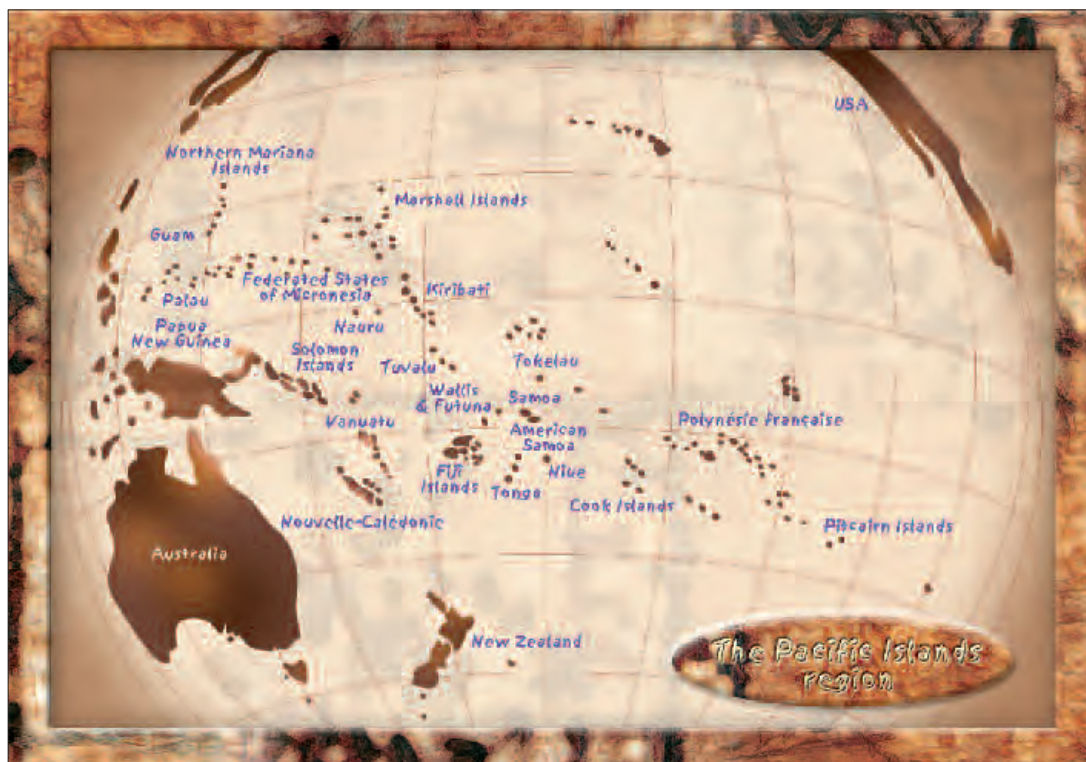 USA
Northern Mariana
Islands
Marshall Islands
Guam
Federated States
of Micronesia
Kiribati
Palau
Papua
New Guinea
Nauru
Solomon
Islands
Tuvalu
Tokelau
Wallis
& Futuna
Samoa
Vanuatu
Polynésie Française
American
Samoa
Fiji
Islands
Niue
Tonga
Cook Islands
Nouvelle-Calédonie
Pitcairn Islands
Australia
New Zealand
The Pacific Islands
region